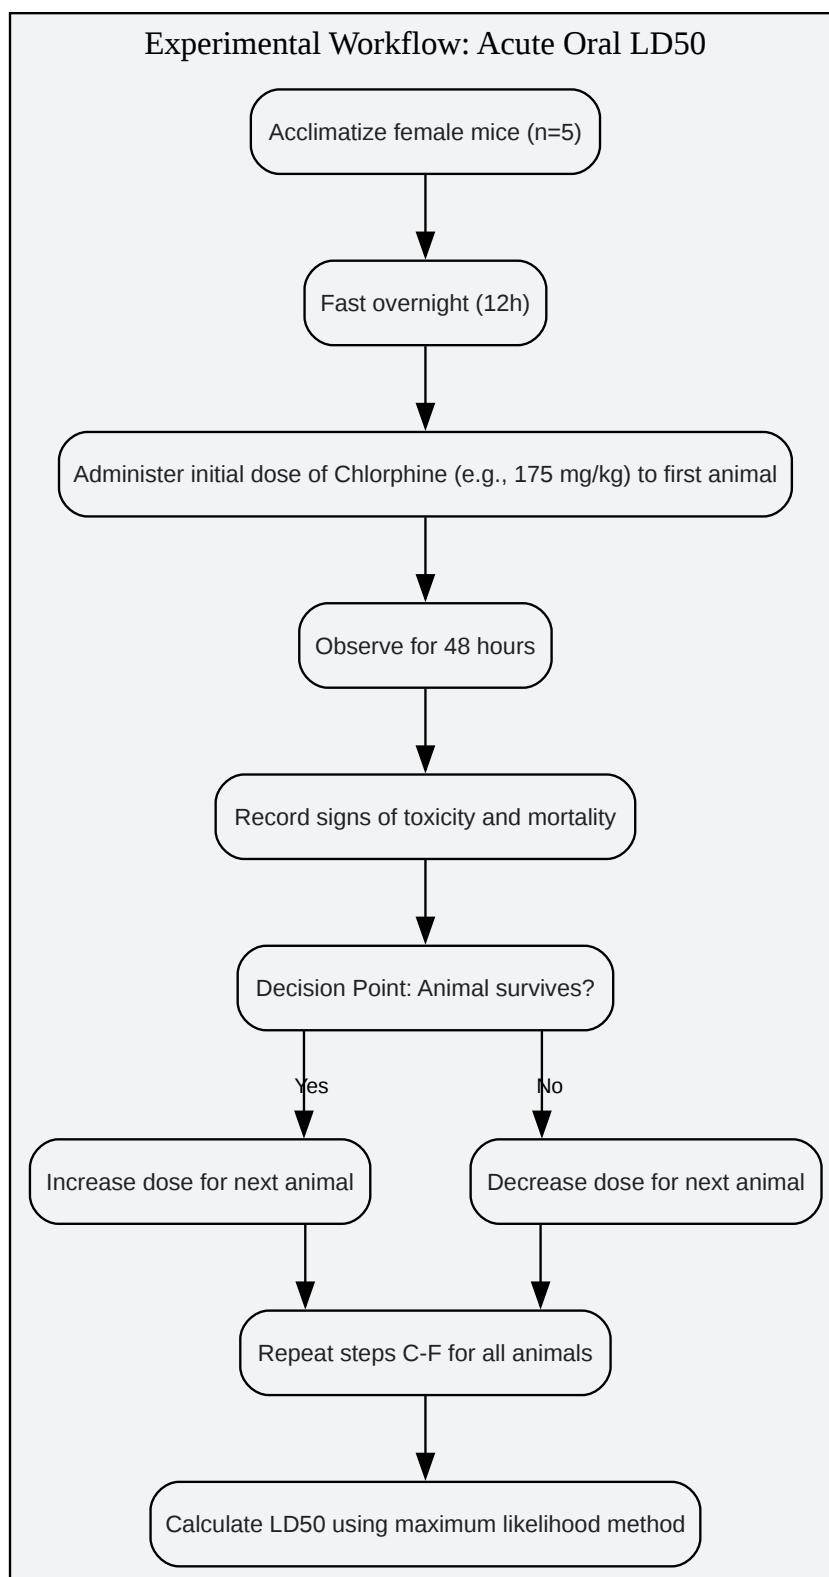 Experimental Workflow: Acute Oral LD50
Acclimatize female mice (n=5)
Fast overnight (12h)
Administer initial dose of Chlorphine (e.g., 175 mg/kg) to first animal
Observe for 48 hours
Record signs of toxicity and mortality
Decision Point: Animal survives?
Yes
No
Increase dose for next animal
Decrease dose for next animal
Repeat steps C-F for all animals
Calculate LD50 using maximum likelihood method